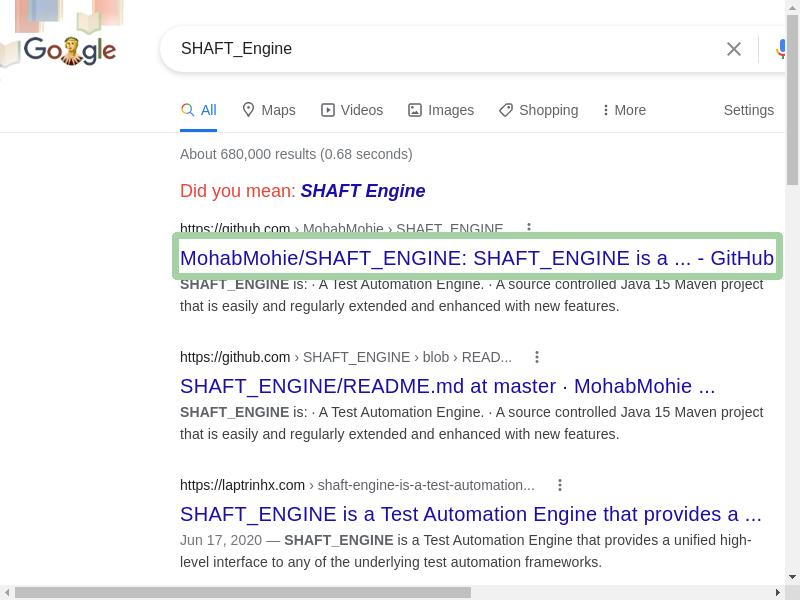 Google
SHAFT_Engine
All Maps Videos Images Shopping More Settings
About 680,000 results (0.68 seconds)
Did you mean: SHAFT Engine
https://github.com › MohabMohie › SHAFT_ENGINE
MohabMohie/SHAFT_ENGINE: SHAFT_ENGINE is a ... - GitHub
SHAFT_ENGINE is: · A Test Automation Engine. · A source controlled Java 15 Maven project
that is easily and regularly extended and enhanced with new features.
https://github.com › SHAFT_ENGINE › blob › READ...
SHAFT_ENGINE/README.md at master · MohabMohie ...
SHAFT_ENGINE is: · A Test Automation Engine. · A source controlled Java 15 Maven project
that is easily and regularly extended and enhanced with new features.
https://laptrinhx.com › shaft-engine-is-a-test-automation...
SHAFT_ENGINE is a Test Automation Engine that provides a ...
Jun 17, 2020 — SHAFT_ENGINE is a Test Automation Engine that provides a unified high-
level interface to any of the underlying test automation frameworks.